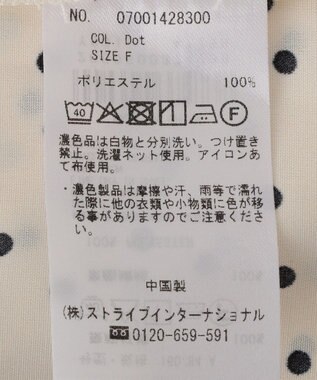 NO. 07001428300
COL. Dot
SIZE F
ポリエステル 100%
40 F
濃色品は白物と分別洗い。つけ置き
禁止。洗濯ネット使用。アイロンあ
て布使用。
・濃色製品は摩擦や汗、雨等で濡れ
た際に他の衣類や小物類に色が移
る事がありますのでご注意くださ
い。
中国製
(株)ストライプインターナショナル
0120-659-591